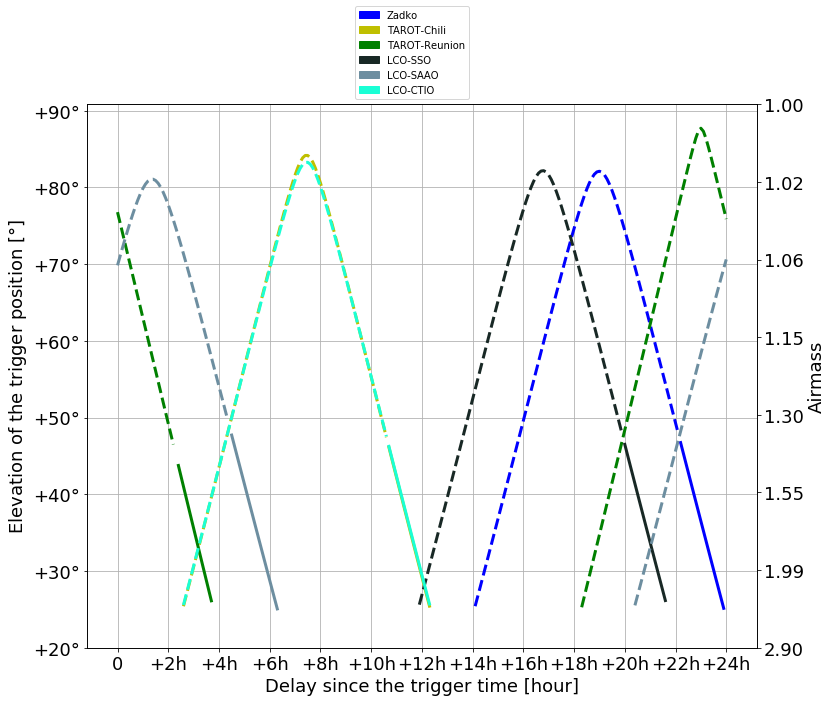 Zadko
TAROT-Chili
TAROT-Reunion
LCO-SSO
LCO-SAAO
LCO-CTIO
+90°
+80°
+70°
+60°
+50°
+40°
+30°
+20°
Elevation of the trigger position [°]
1.00
1.02
1.06
1.15
1.30
1.55
1.99
2.90
Airmass
0 +2h +4h +6h +8h +10h +12h +14h +16h +18h +20h +22h +24h
Delay since the trigger time [hour]